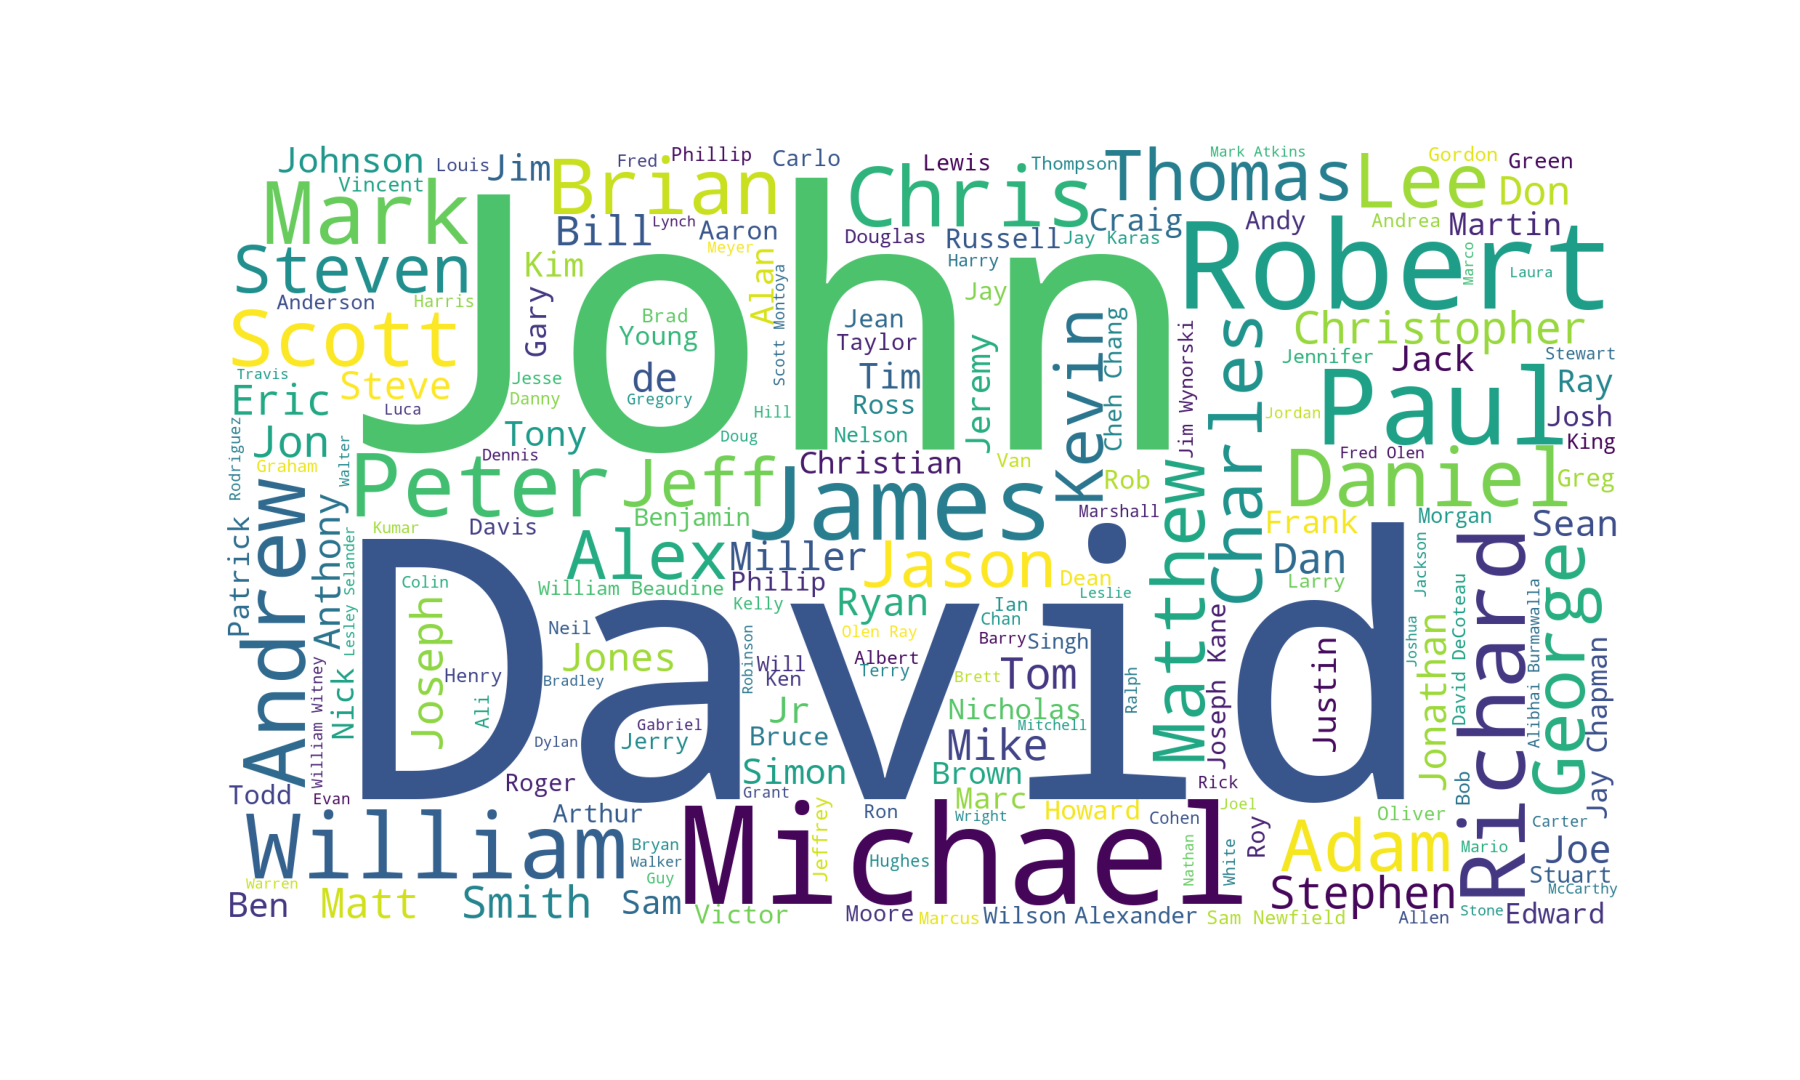 Johnson
Louis
Jim
Fred
Phillip
Carlo
Lewis
Thompson
Mark Atkins
Gordon
Green
Vincent
Mark
Brian
Chris
Thomas
Lee
Don
John
Bill
Lynch
Aaron
Douglas
Russell
Craig
Jay Karas
Andy
Andrea
Martin
Steven
Kim
Meyer
Alan
Harry
Robert
Marco
Laura
Anderson
Harris
Gary
Scott Montoya
Jay
Scott
Brad
Young
Jean
Taylor
Jeremy
Kevin
Cheh Chang
Jim Wynorski
Charles
Christopher
Jennifer
Jack
Stewart
Travis
Steve
Jesse
de
Tim
Paul
Ray
Eric
Luca
Danny
Gregory
Hill
Ross
Jordan
Josh
Rodriguez
Jon
Walter
Tony
Doug
Nelson
King
Graham
Dennis
Christian
Van
Fred Olen
Peter
Jeff
James
Rob
Matthew
Daniel
Greg
Andrew
Anthony
Kumar
Davis
Benjamin
Marshall
Frank
Morgan
Sean
Patrick
Lesley Selander
Alex
Miller
Jason
Dan
Jackson
Richard
George
Colin
William Beaudine
Philip
Dean
Leslie
Larry
David
Joseph
Kelly
Ryan
Ian
Chan
Joseph Kane
Joshua
Jonathan
David DeCoteau
Alibhai Burmawalla
Jay Chapman
Neil
Robinson
Olen Ray
Barry
Singh
William Witney
Nick
Henry
Jones
Will
Albert
Justin
Ali
Bradley
Ken
Terry
Brett
Tom
Ralph
Gabriel
Jr
Nicholas
Mitchell
Dylan
Jerry
Bruce
Mike
Roger
Simon
Brown
Rick
Bob
Todd
Evan
Arthur
Grant
Jeffrey
Ron
Marc
Wright
Howard
Cohen
Joel
Oliver
Carter
William
Michael
Roy
Adam
Joe
Bryan
Walker
Guy
Hughes
Nathan
White
Mario
Stuart
Warren
McCarthy
Ben
Matt
Smith
Sam
Victor
Moore
Marcus
Wilson
Alexander
Sam Newfield
Stephen
Allen
Stone
Edward